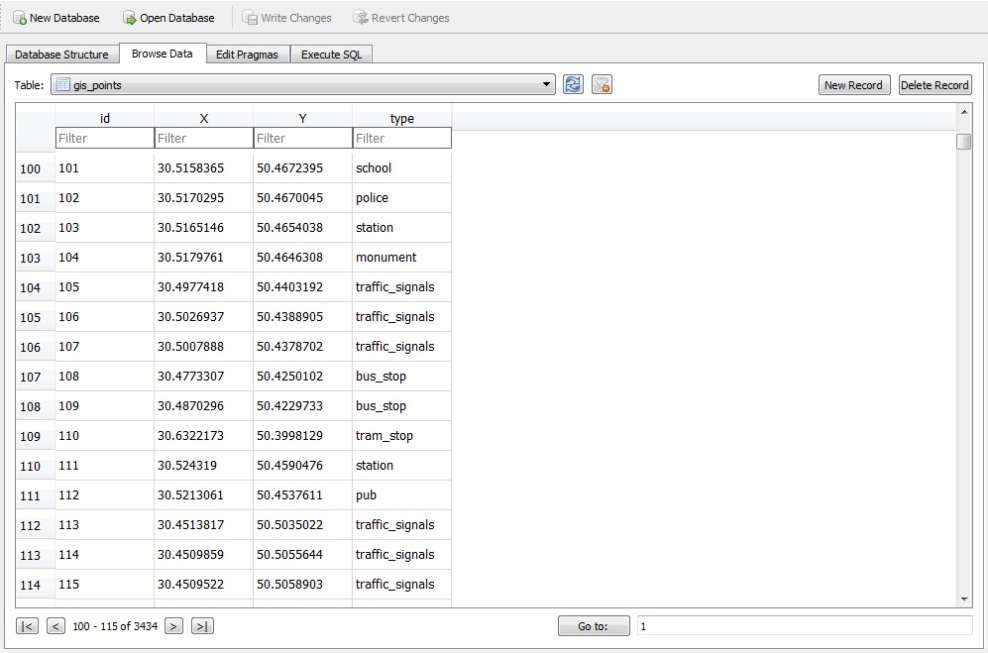 New Database Open Database Write Changes Revert Changes
Database Structure Browse Data Edit Pragmas Execute SQL
Table: gis_points New Record Delete Record
id X Y type
Filter Filter Filter Filter
100 101 30.5158365 50.4672395 school
101 102 30.5170295 50.4670045 police
102 103 30.5165146 50.4654038 station
103 104 30.5179761 50.4646308 monument
104 105 30.4977418 50.4403192 traffic_signals
105 106 30.5026937 50.4388905 traffic_signals
106 107 30.5007888 50.4378702 traffic_signals
107 108 30.4773307 50.4250102 bus_stop
108 109 30.4870296 50.4229733 bus_stop
109 110 30.6322173 50.3998129 tram_stop
110 111 30.524319 50.4590476 station
111 112 30.5213061 50.4537611 pub
112 113 30.4513817 50.5035022 traffic_signals
113 114 30.4509859 50.5055644 traffic_signals
114 115 30.4509522 50.5058903 traffic_signals
|< < 100 - 115 of 3434 > >| Go to: 1